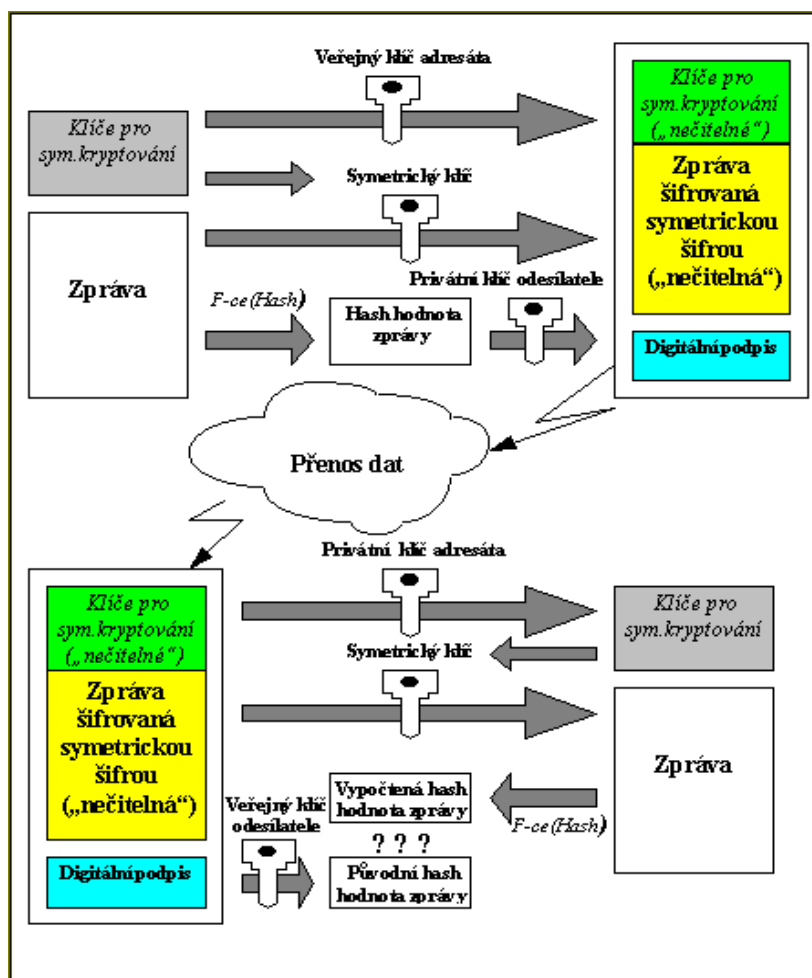 Veřejný klíč adresáta
Klíče pro
sym.kryptování
Klíče pro
sym.kryptování
(„nečitelné“)
Symetrický klíč
Zpráva
šifrovaná
symetrickou
šifrou
(„nečitelná“)
Zpráva
Privátní klíč odesílatele
F-ce(Hash)
Hash hodnota
zprávy
Digitální podpis
Přenos dat
Privátní klíč adresáta
Klíče pro
sym.kryptování
(„nečitelné“)
Klíče pro
sym.kryptování
Symetrický klíč
Zpráva
šifrovaná
symetrickou
šifrou
(„nečitelná“)
Zpráva
Veřejný klíč
odesílatele
Vypočtená hash
hodnota zprávy
F-ce(Hash)
? ? ?
Digitální podpis
Původní hash
hodnota zprávy